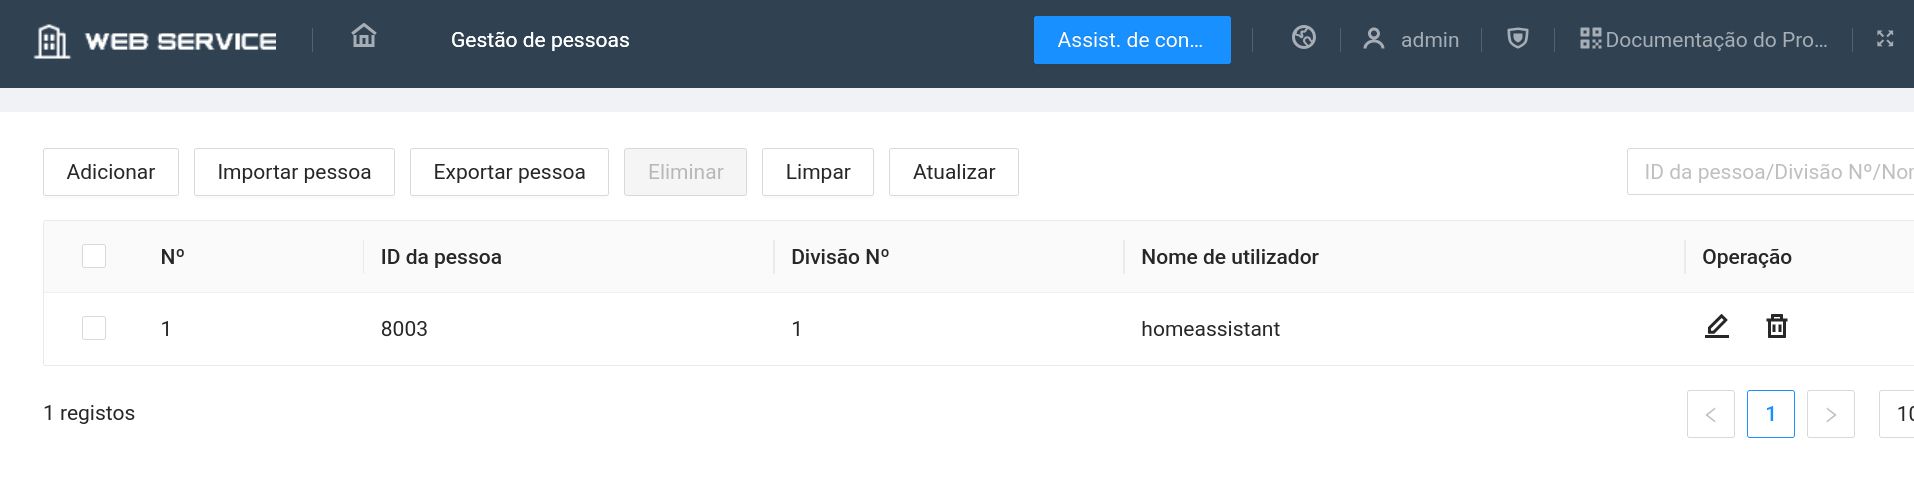 WEB SERVICE
Gestão de pessoas
Assist. de con...
admin
Documentação do Pro...
Adicionar
Importar pessoa
Exportar pessoa
Eliminar
Limpar
Atualizar
ID da pessoa/Divisão Nº/Nor
Nº
ID da pessoa
Divisão Nº
Nome de utilizador
Operação
1
8003
1
homeassistant
1 registos
<
1
>
10